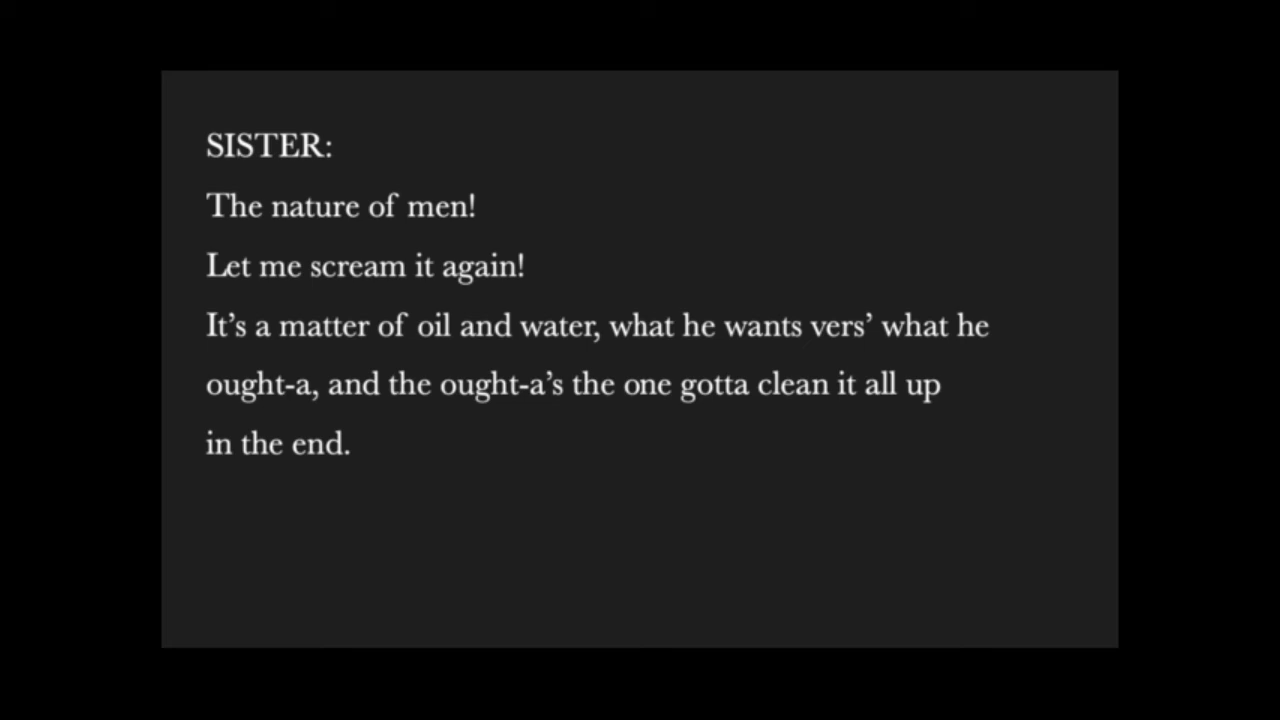 SISTER:
The nature of men!
Let me scream it again!
It’s a matter of oil and water, what he wants vers’ what he
ought-a, and the ought-a’s the one gotta clean it all up
in the end.